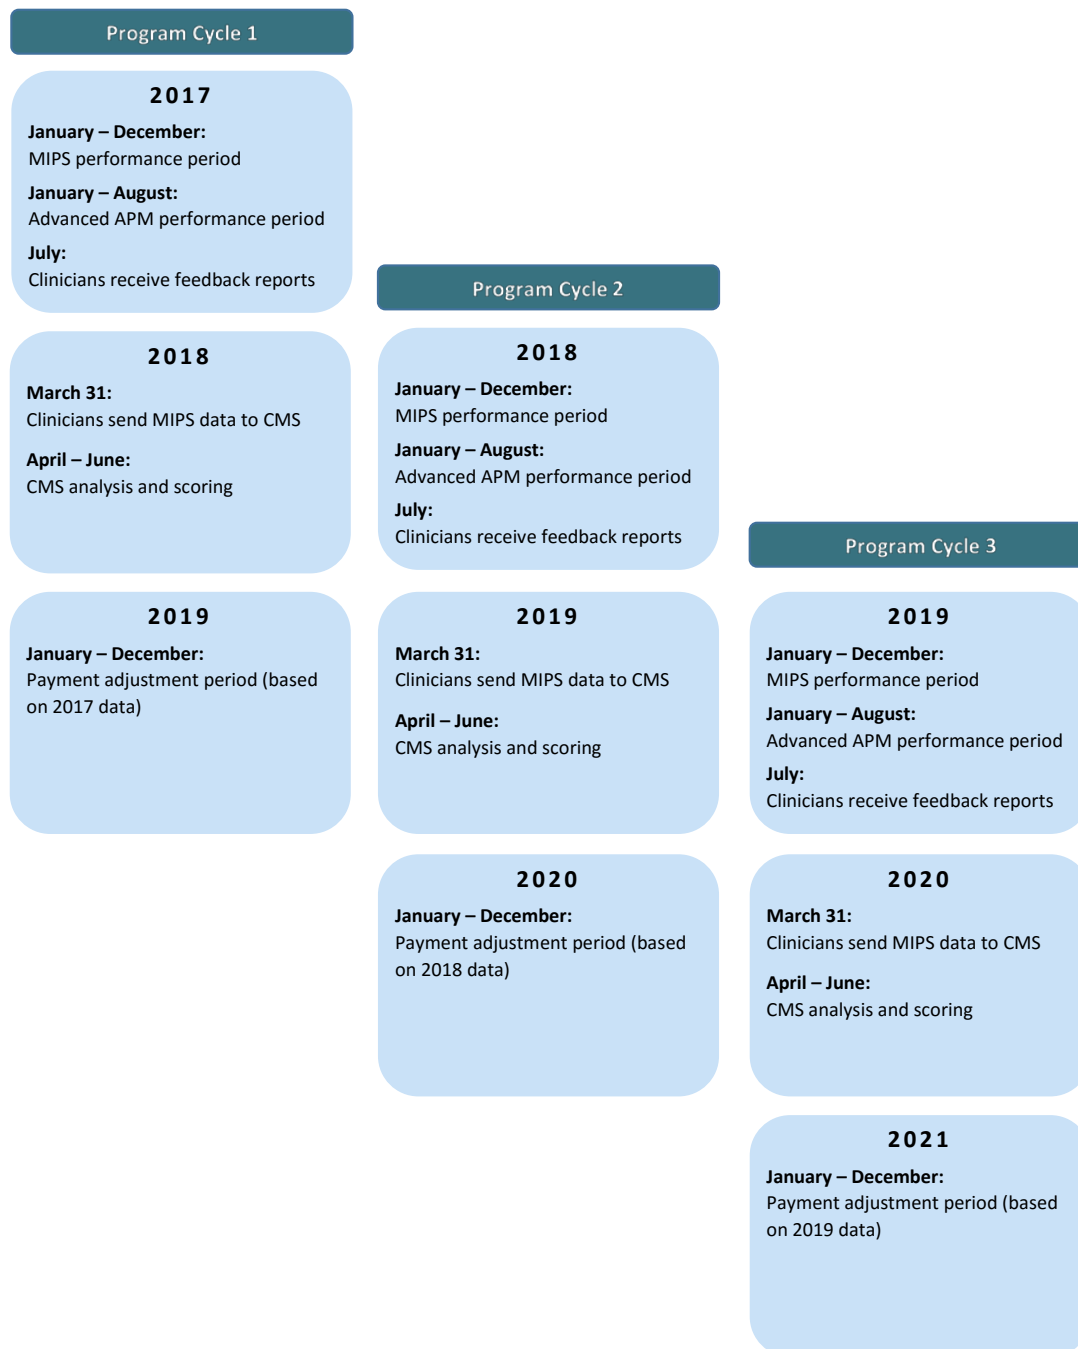 Program Cycle 1
2017
January – December:
MIPS performance period
January – August:
Advanced APM performance period
July:
Clinicians receive feedback reports
2018
March 31:
Clinicians send MIPS data to CMS
April – June:
CMS analysis and scoring
2019
January – December:
Payment adjustment period (based
on 2017 data)
Program Cycle 2
2018
January – December:
MIPS performance period
January – August:
Advanced APM performance period
July:
Clinicians receive feedback reports
2019
March 31:
Clinicians send MIPS data to CMS
April – June:
CMS analysis and scoring
2020
January – December:
Payment adjustment period (based
on 2018 data)
Program Cycle 3
2019
January – December:
MIPS performance period
January – August:
Advanced APM performance period
July:
Clinicians receive feedback reports
2020
March 31:
Clinicians send MIPS data to CMS
April – June:
CMS analysis and scoring
2021
January – December:
Payment adjustment period (based
on 2019 data)